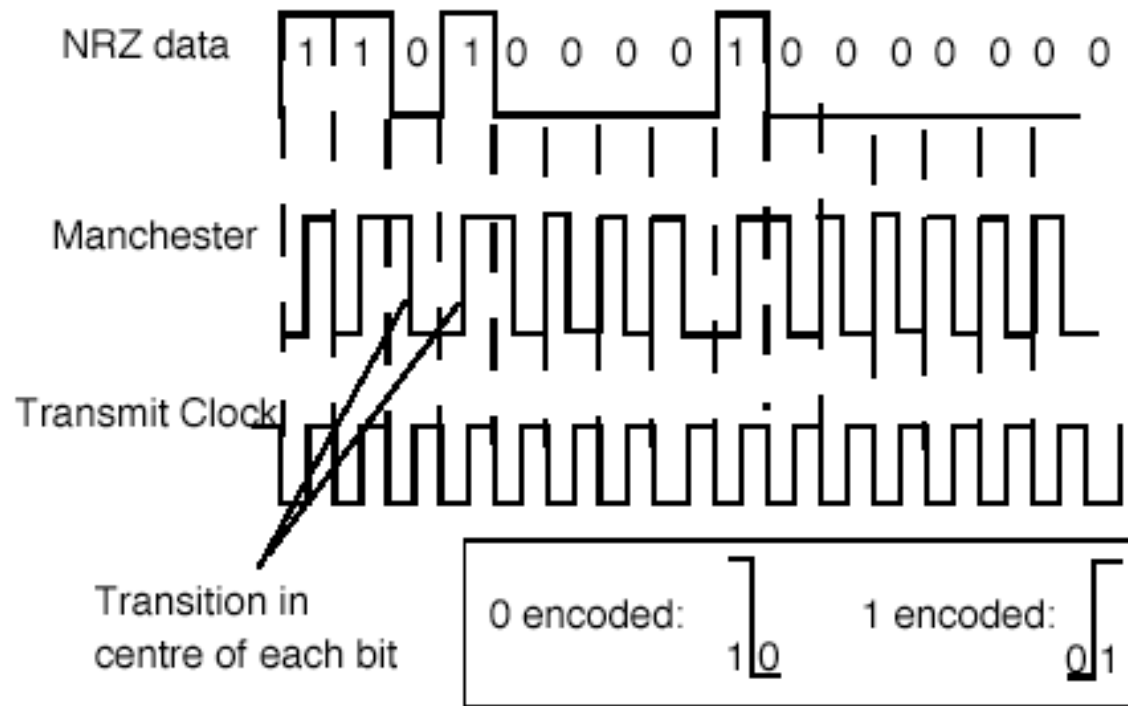 NRZ data 1 1 0 1 0 0 0 0 1 0 0 0 0 0 0 0
Manchester
Transmit Clock
Transition in
centre of each bit
0 encoded: 1 0
1 encoded: 0 1